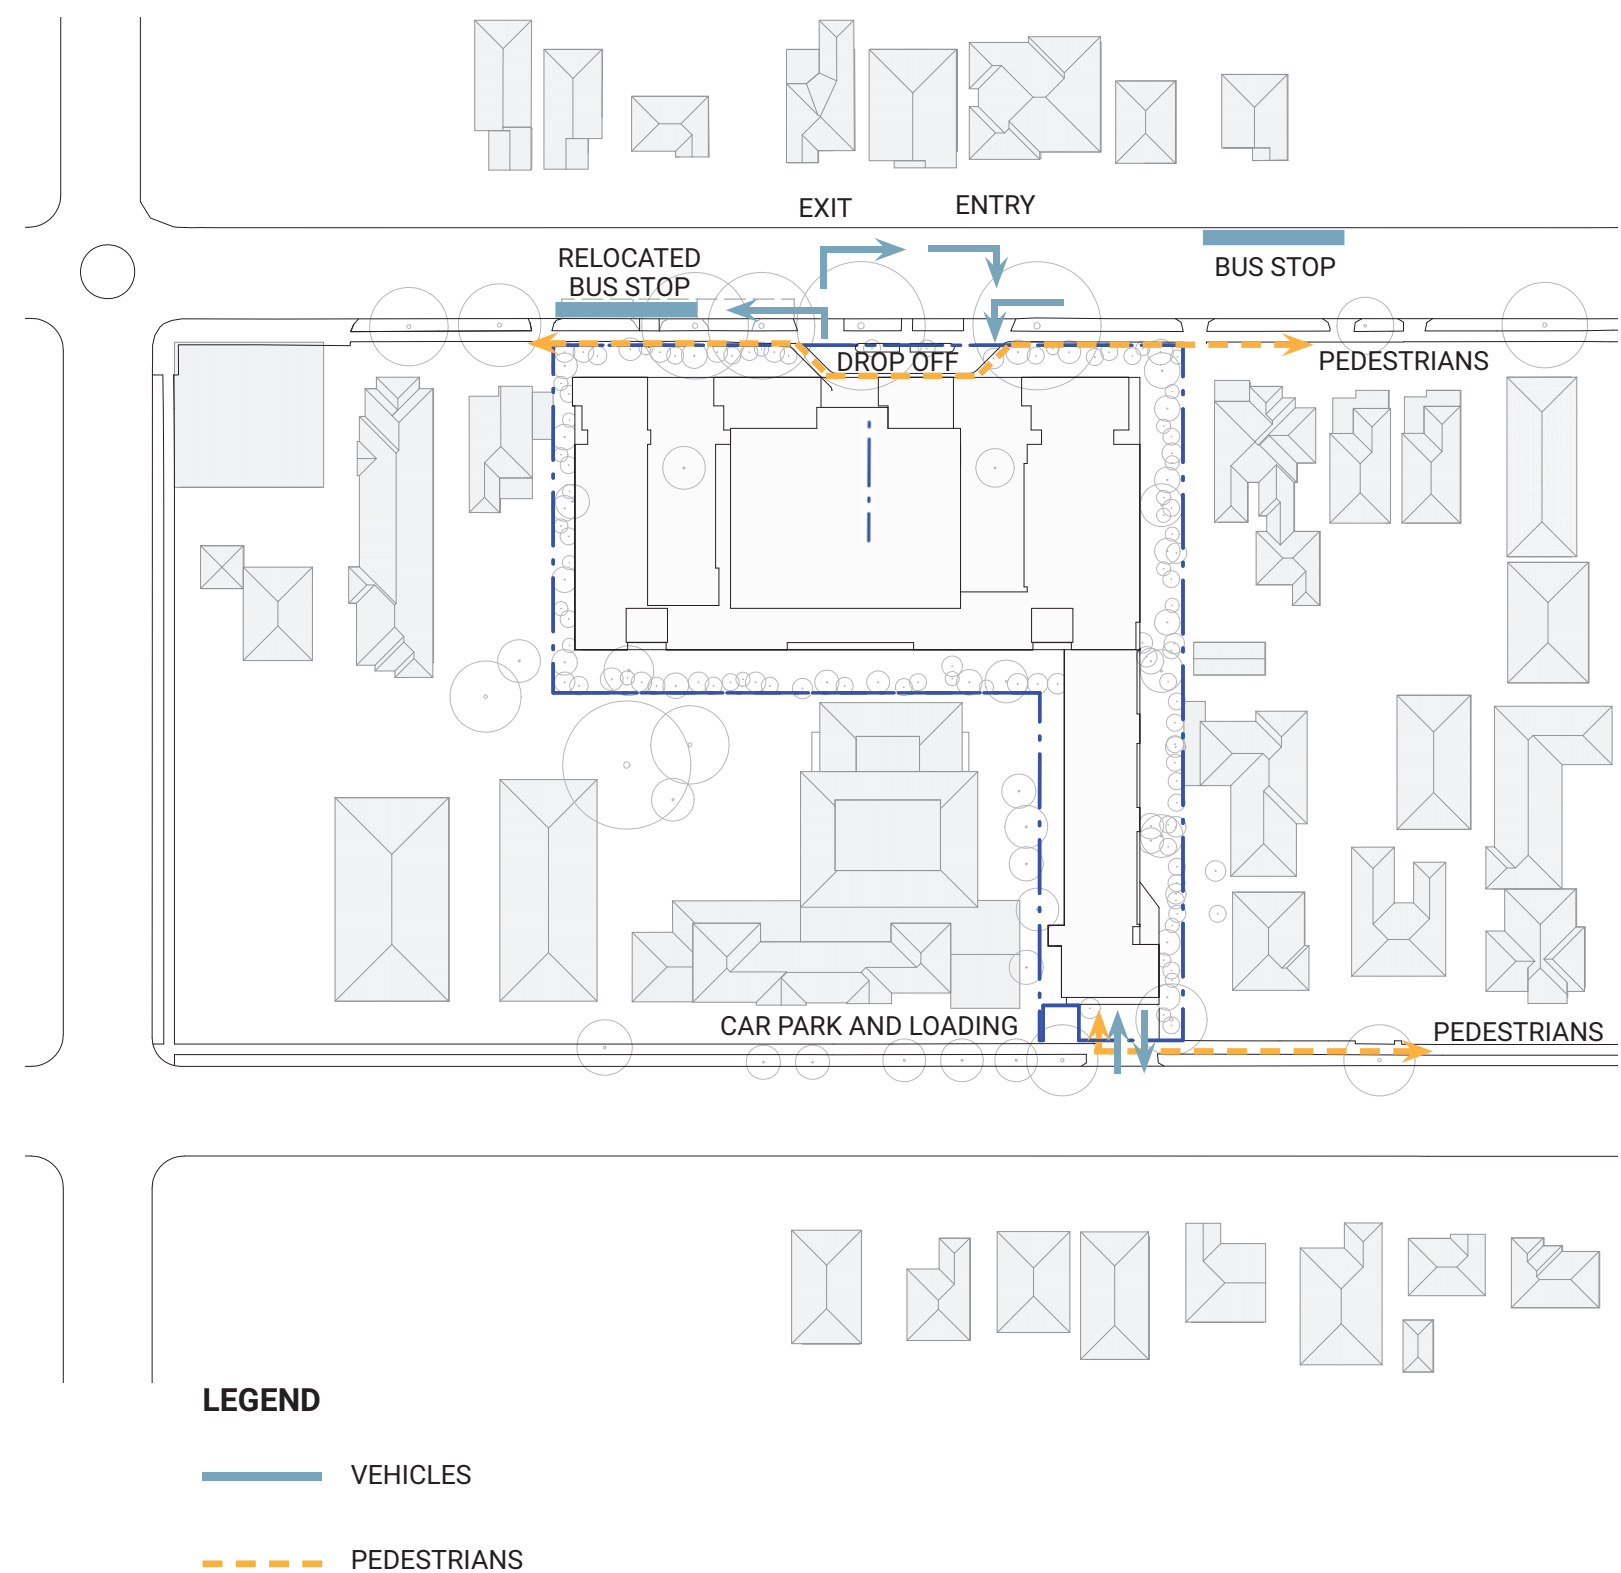 EXIT
ENTRY
RELOCATED
BUS STOP
BUS STOP
DROP OFF
PEDESTRIANS
CAR PARK AND LOADING
PEDESTRIANS
LEGEND
VEHICLES
PEDESTRIANS